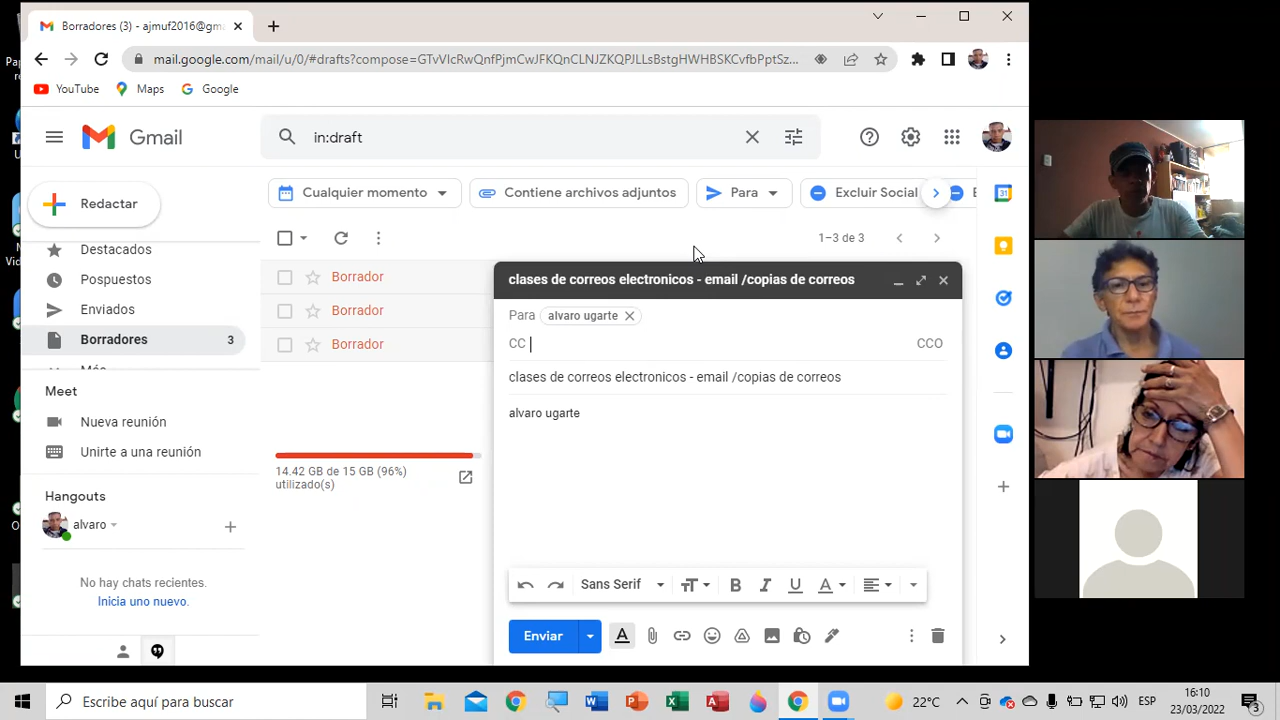 Borradores (3) - ajmuf2016@gma
mail.google.com/mail/u/0/#drafts?compose=GTvVlcRwQnfPjmCwJFKQnCLNJZKQPJLLsBstgHWHBSKCvfbPptSz...
YouTube
Maps
Google
Gmail
in:draft
Redactar
Cualquier momento
Contiene archivos adjuntos
Para
Excluir Social
Destacados
1–3 de 3
Pospuestos
Borrador
Enviados
Borrador
Borradores 3
Borrador
Más
clases de correos electronicos - email /copias de correos
Para alvaro ugarte
CC CCO
clases de correos electronicos - email /copias de correos
alvaro ugarte
Meet
Nueva reunión
Unirte a una reunión
14.42 GB de 15 GB (96%)
utilizado(s)
Hangouts
alvaro
No hay chats recientes.
Inicia uno nuevo.
Sans Serif
Enviar
31
Escribe aquí para buscar
22°C
ESP
16:10
23/03/2022
3